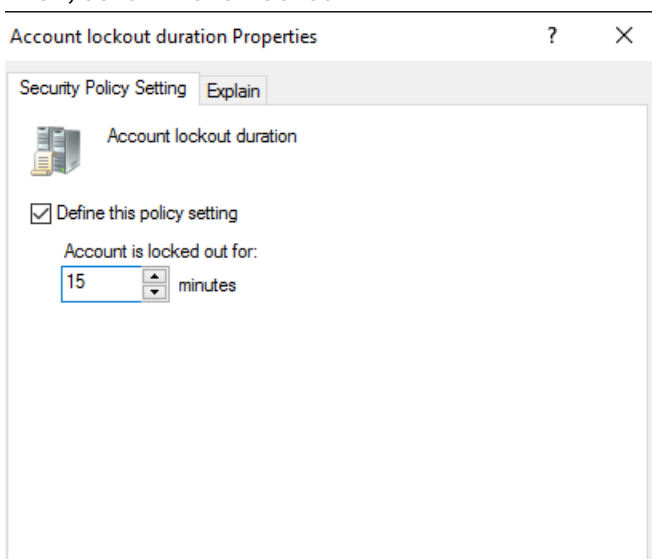 Account lockout duration Properties ? ✕
Security Policy Setting Explain
Account lockout duration
Define this policy setting
Account is locked out for:
15 minutes